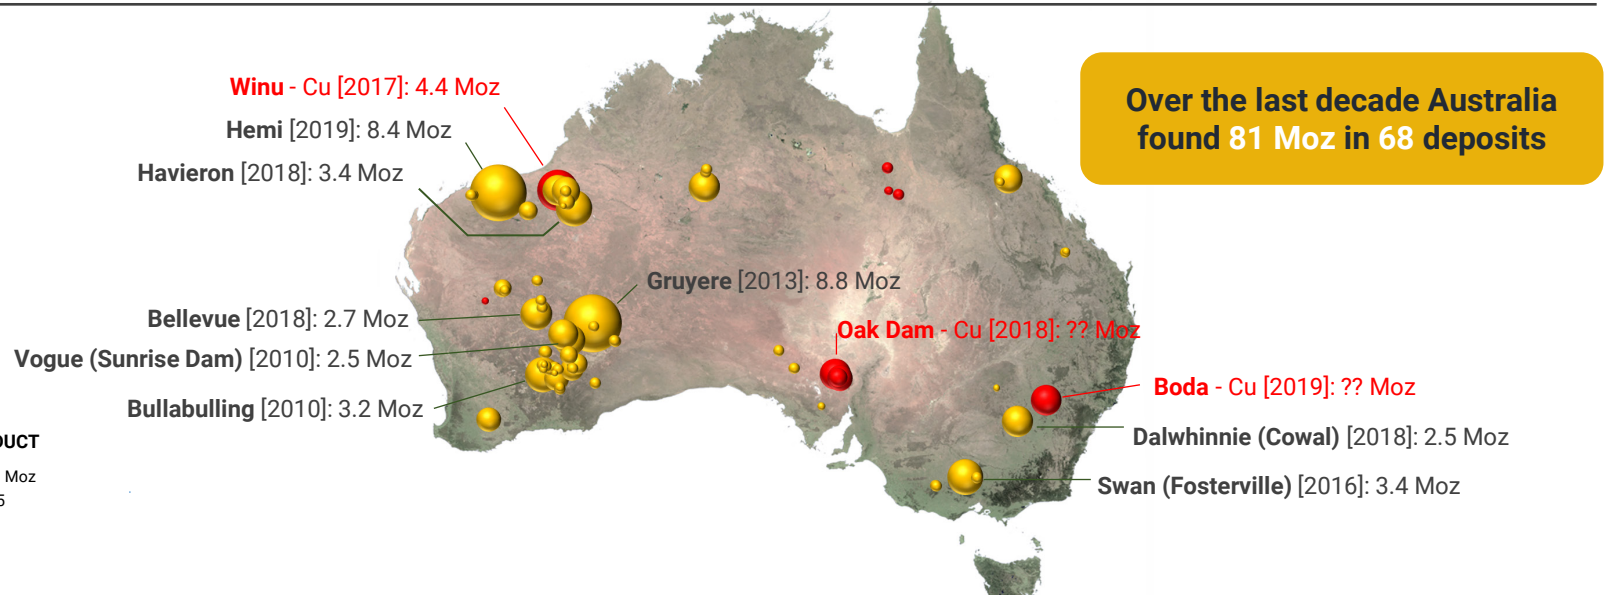 Over the last decade Australia
found 81 Moz in 68 deposits
Winu - Cu [2017]: 4.4 Moz
Hemi [2019]: 8.4 Moz
Havieron [2018]: 3.4 Moz
Gruyere [2013]: 8.8 Moz
Bellevue [2018]: 2.7 Moz
Oak Dam - Cu [2018]: ?? Moz
Vogue (Sunrise Dam) [2010]: 2.5 Moz
Boda - Cu [2019]: ?? Moz
Bullabulling [2010]: 3.2 Moz
Dalwhinnie (Cowal) [2018]: 2.5 Moz
DUCT
Moz
Swan (Fosterville) [2016]: 3.4 Moz